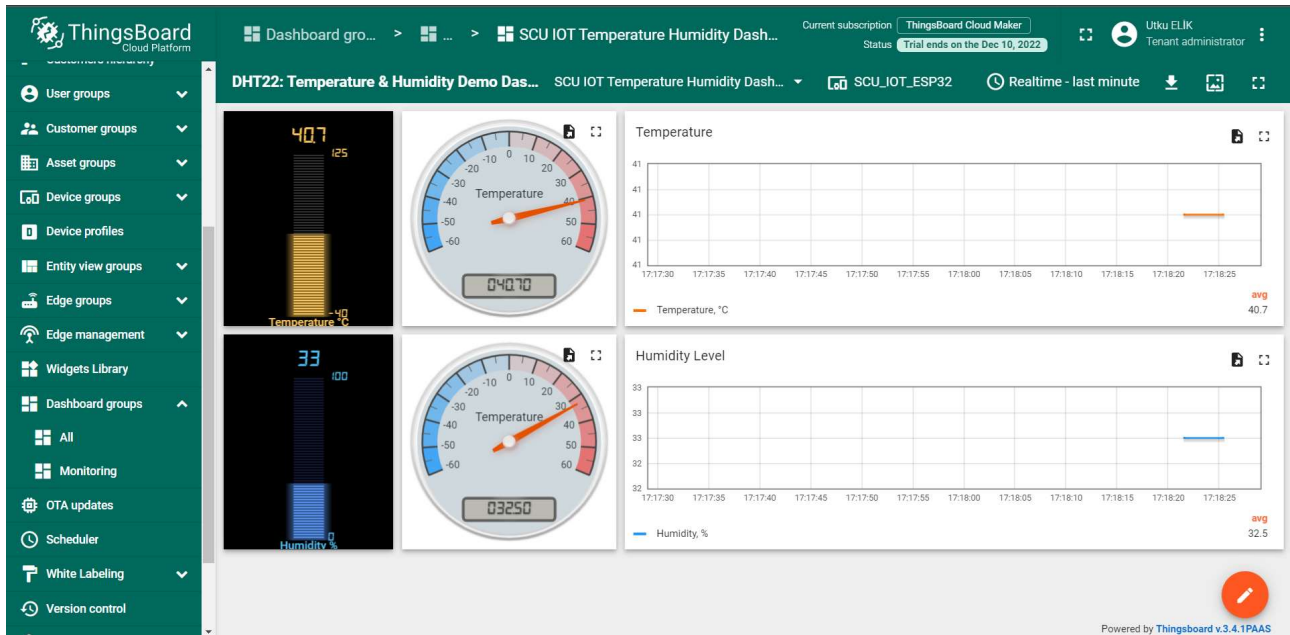 ThingsBoard
Cloud Platform
Dashboard gro... > ... > SCU IOT Temperature Humidity Dash...
Current subscription ThingsBoard Cloud Maker
Status Trial ends on the Dec 10, 2022
Utku ELİK
Tenant administrator
Customers hierarchy
User groups
Customer groups
Asset groups
Device groups
Device profiles
Entity view groups
Edge groups
Edge management
Widgets Library
Dashboard groups
All
Monitoring
OTA updates
Scheduler
White Labeling
Version control
DHT22: Temperature & Humidity Demo Das... SCU IOT Temperature Humidity Dash... SCU_IOT_ESP32 Realtime - last minute
40.7
125
-40
Temperature °C
-60 -50 -40 -30 -20 -10 0 10 20 30 40 50 60
Temperature
040.70
Temperature
41
41
41
41
41
17:17:30 17:17:35 17:17:40 17:17:45 17:17:50 17:17:55 17:18:00 17:18:05 17:18:10 17:18:15 17:18:20 17:18:25
avg
Temperature, °C 40.7
33
100
0
Humidity %
-60 -50 -40 -30 -20 -10 0 10 20 30 40 50 60
Temperature
032.50
Humidity Level
33
33
33
32
32
17:17:30 17:17:35 17:17:40 17:17:45 17:17:50 17:17:55 17:18:00 17:18:05 17:18:10 17:18:15 17:18:20 17:18:25
avg
Humidity, % 32.5
Powered by Thingsboard v.3.4.1PAAS